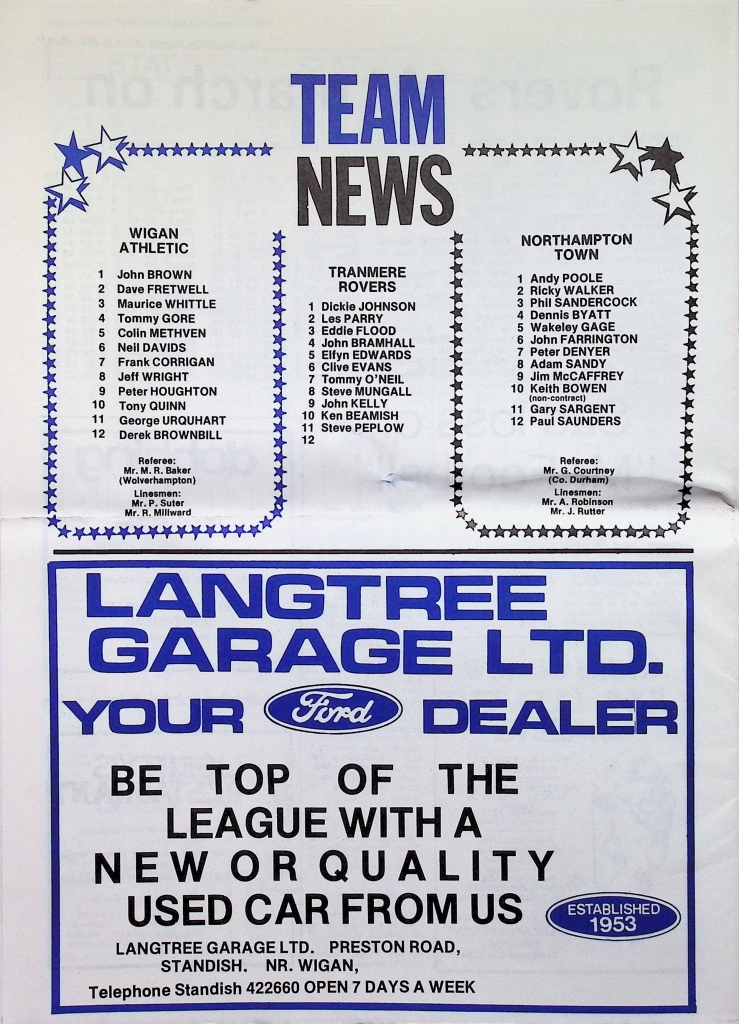 TEAM
NEWS
WIGAN
ATHLETIC
1 John BROWN
2 Dave FRETWELL
3 Maurice WHITTLE
4 Tommy GORE
5 Colin METHVEN
6 Neil DAVIDS
7 Frank CORRIGAN
8 Jeff WRIGHT
9 Peter HOUGHTON
10 Tony QUINN
11 George URQUHART
12 Derek BROWNBILL
Referee:
Mr. M. R. Baker
(Wolverhampton)
Linesmen:
Mr. P. Suter
Mr. R. Millward
TRANMERE
ROVERS
1 Dickie JOHNSON
2 Les PARRY
3 Eddie FLOOD
4 John BRAMHALL
5 Elfyn EDWARDS
6 Clive EVANS
7 Tommy O'NEIL
8 Steve MUNGALL
9 John KELLY
10 Ken BEAMISH
11 Steve PEPLOW
12
NORTHAMPTON
TOWN
1 Andy POOLE
2 Ricky WALKER
3 Phil SANDERCOCK
4 Dennis BYATT
5 Wakeley GAGE
6 John FARRINGTON
7 Peter DENYER
8 Adam SANDY
9 Jim McCAFFREY
10 Keith BOWEN
(non-contract)
11 Gary SARGENT
12 Paul SAUNDERS
Referee:
Mr. G. Courtney
(Co. Durham)
Linesmen:
Mr. A. Robinson
Mr. J. Rutter
LANGTREE
GARAGE LTD.
YOUR Ford DEALER
BE TOP OF THE
LEAGUE WITH A
NEW OR QUALITY
USED CAR FROM US
ESTABLISHED
1953
LANGTREE GARAGE LTD. PRESTON ROAD,
STANDISH. NR. WIGAN,
Telephone Standish 422660 OPEN 7 DAYS A WEEK